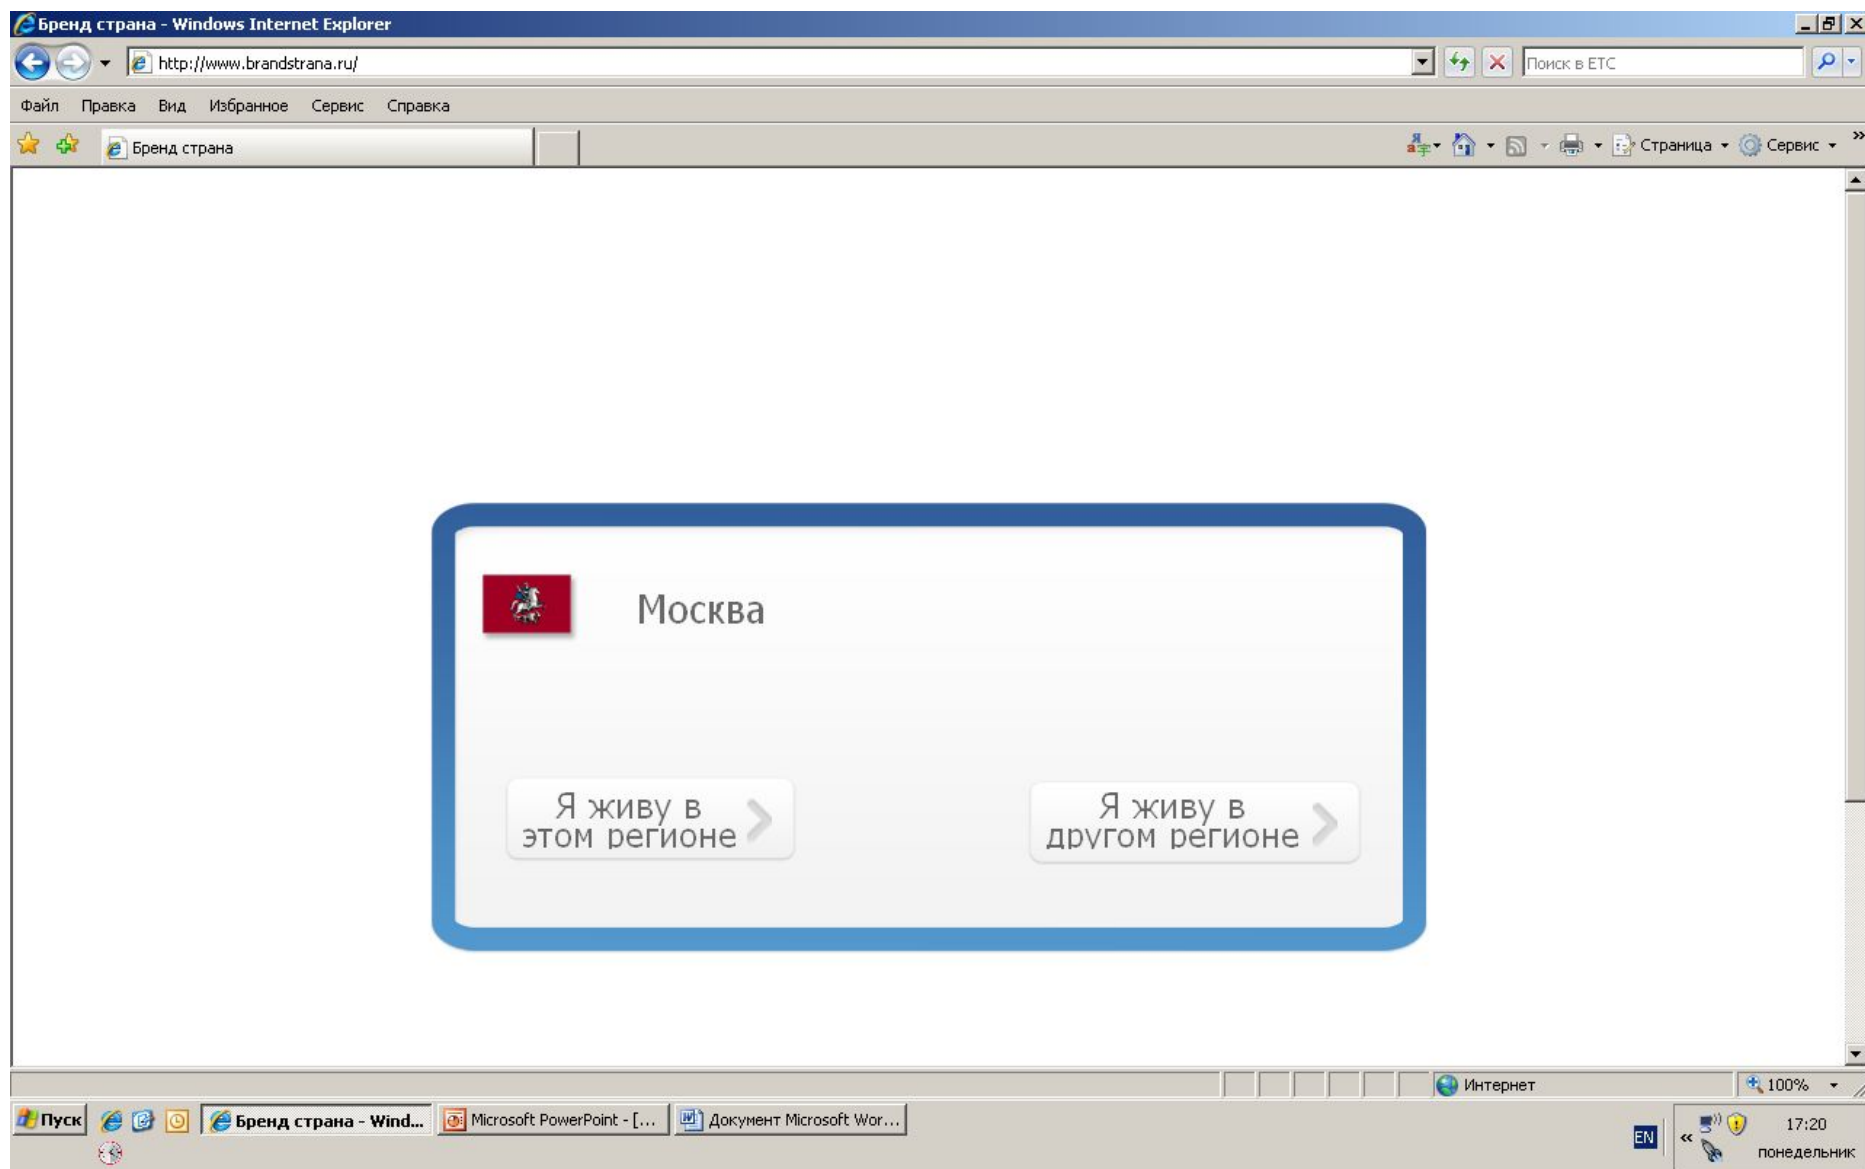 Бренд страна - Windows Internet Explorer
http://www.brandstrana.ru/
Поиск в ETC
Файл Правка Вид Избранное Сервис Справка
Бренд страна
Страница
Сервис
Москва
Я живу в
этом регионе
Я живу в
другом регионе
Интернет
100%
Пуск
Бренд страна - Wind...
Microsoft PowerPoint - [...
Документ Microsoft Wor...
EN
17:20
понедельник